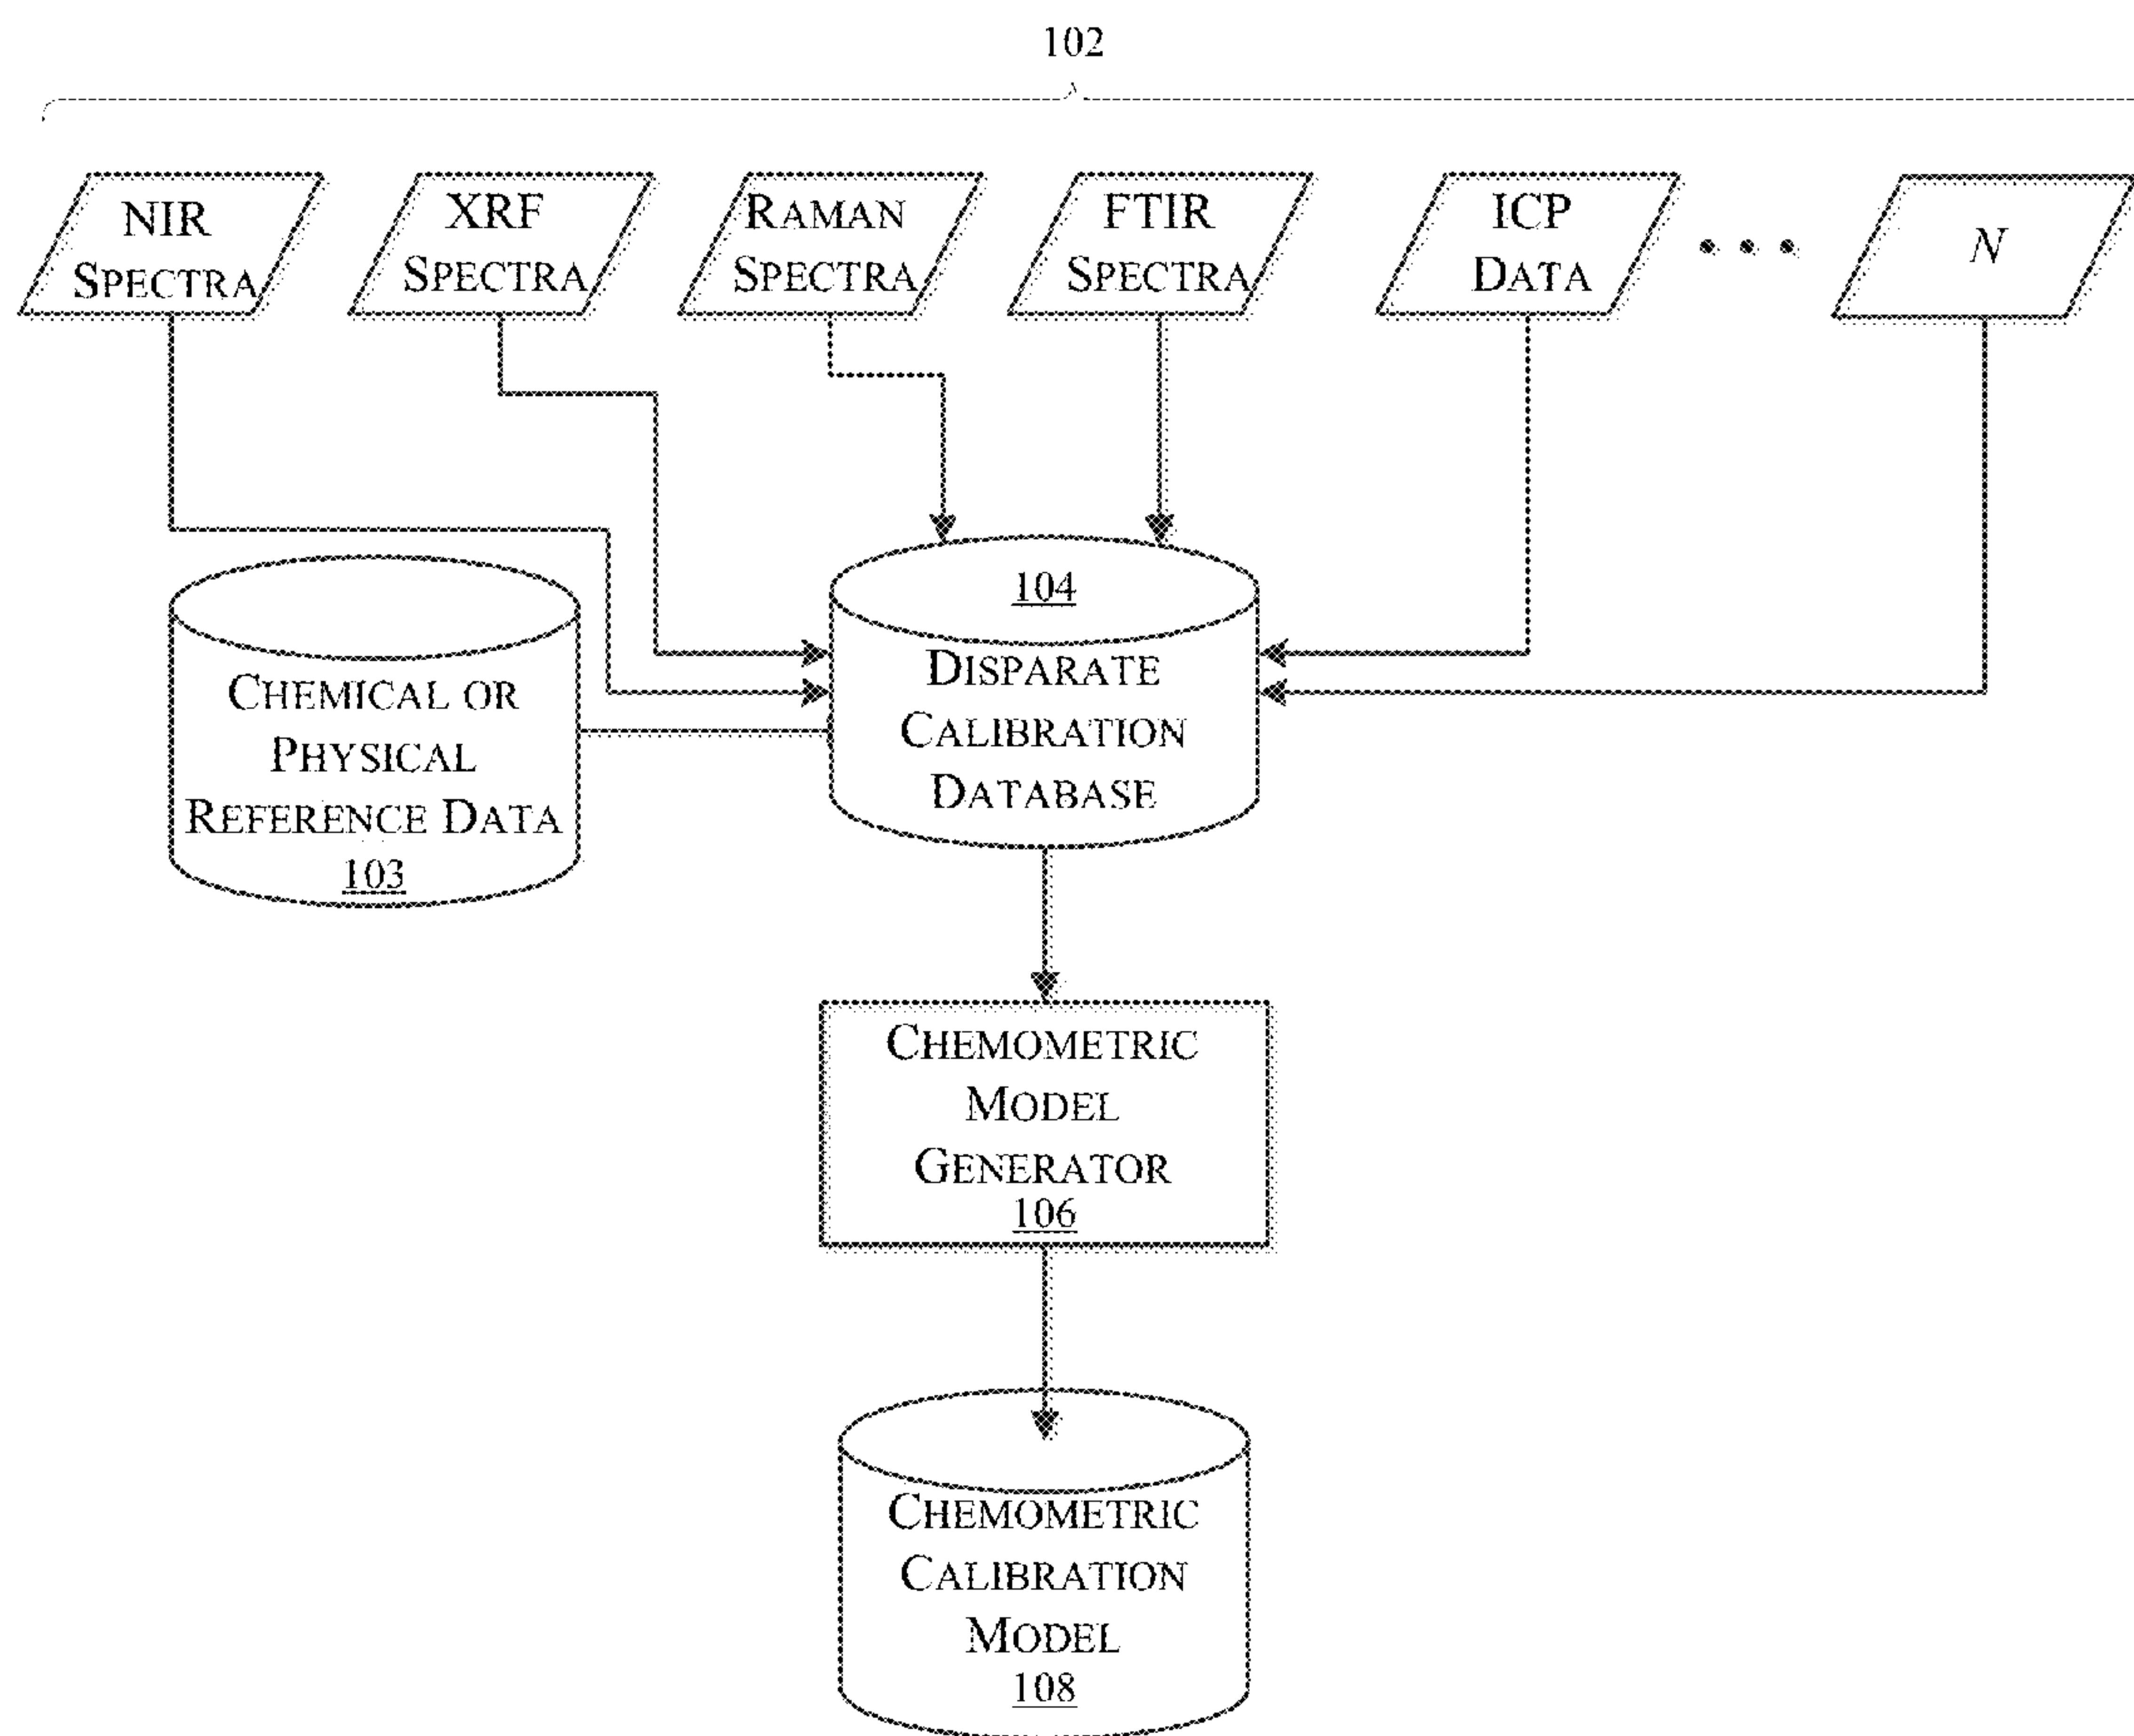 102
NIR
SPECTRA
XRF
SPECTRA
RAMAN
SPECTRA
FTIR
SPECTRA
ICP
DATA
• • •
N
104
DISPARATE
CALIBRATION
DATABASE
CHEMICAL OR
PHYSICAL
REFERENCE DATA
103
CHEMOMETRIC
MODEL
GENERATOR
106
CHEMOMETRIC
CALIBRATION
MODEL
108